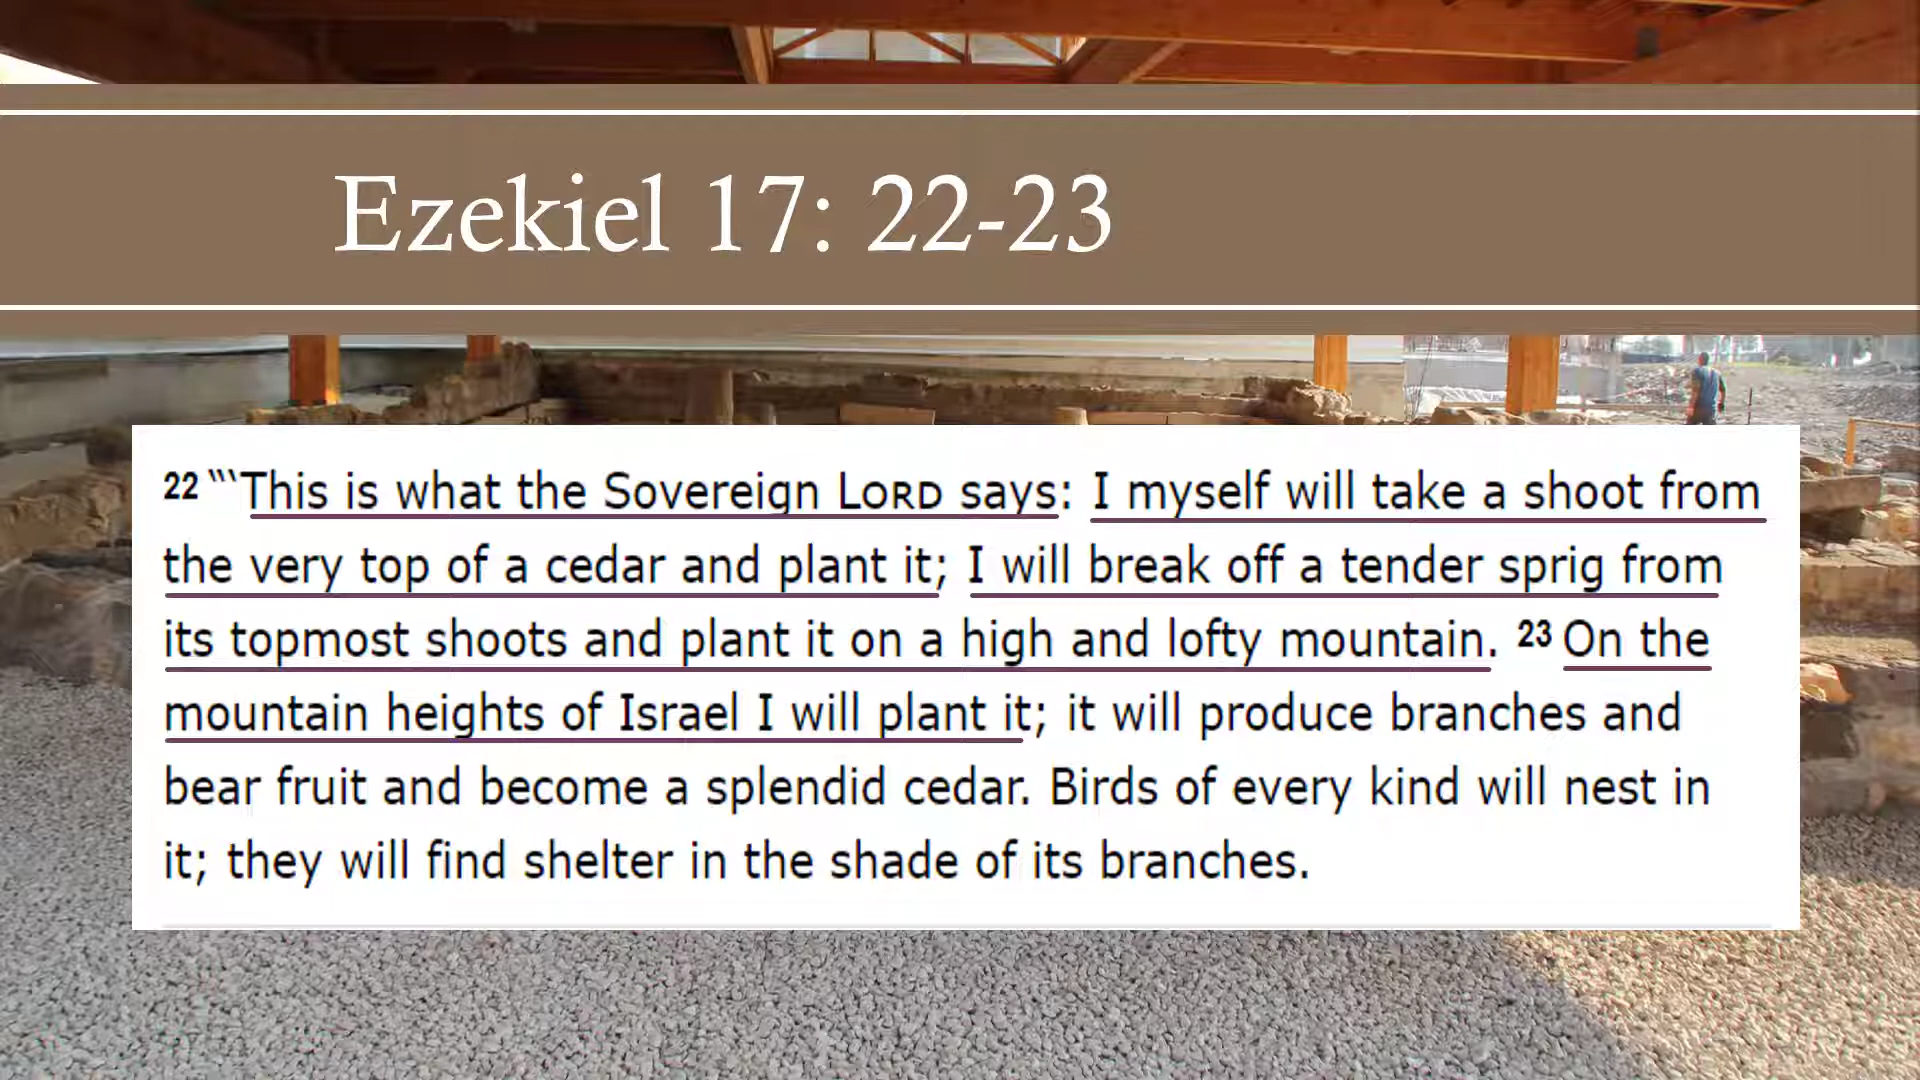 Ezekiel 17: 22-23
22 “‘This is what the Sovereign LORD says: I myself will take a shoot from
the very top of a cedar and plant it; I will break off a tender sprig from
its topmost shoots and plant it on a high and lofty mountain. 23 On the
mountain heights of Israel I will plant it; it will produce branches and
bear fruit and become a splendid cedar. Birds of every kind will nest in
it; they will find shelter in the shade of its branches.